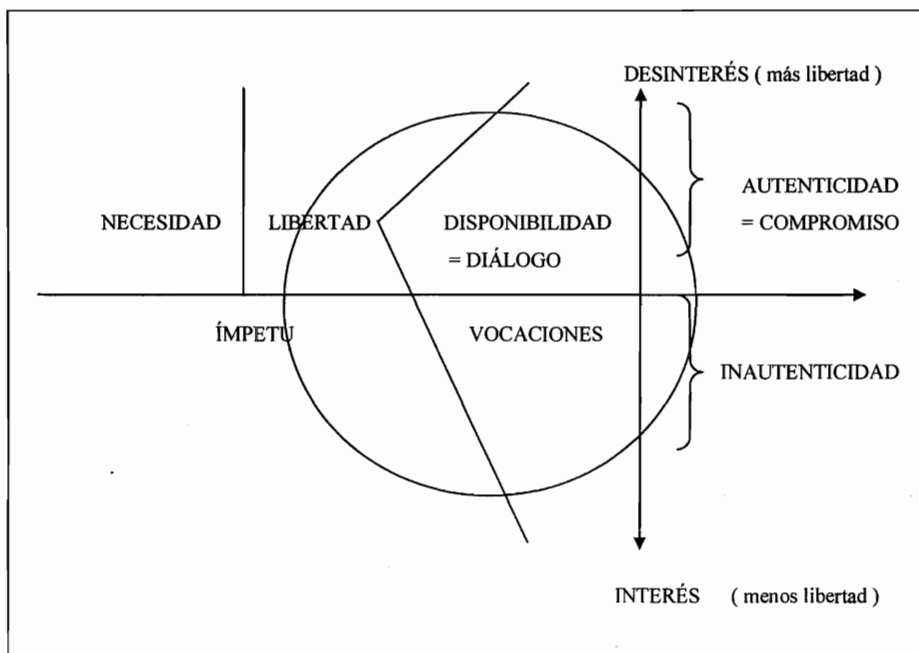 DESINTERÉS ( más libertad )
AUTENTICIDAD
= COMPROMISO
NECESIDAD
LIBERTAD
DISPONIBILIDAD
= DIÁLOGO
ÍMPETU
VOCACIONES
INAUTENTICIDAD
INTERÉS ( menos libertad )